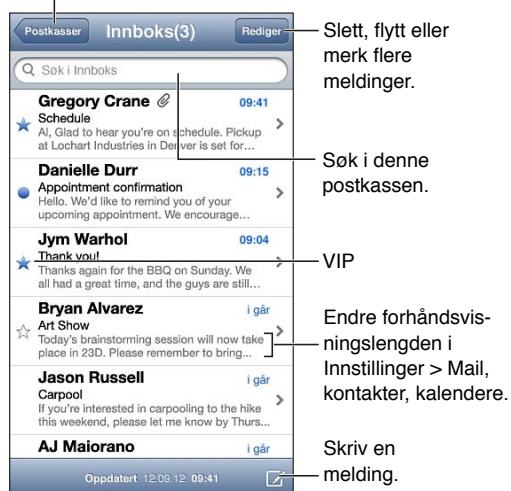 Postkasser
Innboks(3)
Rediger
Søk i Innboks
Gregory Crane
09:41
Schedule
Al, Glad to hear you're on schedule. Pickup
at Lochart Industries in Denver is set for...
Danielle Durr
09:15
Appointment confirmation
Hello. We'd like to remind you of your
upcoming appointment. We encourage...
Jym Warhol
09:04
Thank you!
Thanks again for the BBQ on Sunday. We
all had a great time, and the guys are still...
Bryan Alvarez
i går
Art Show
Today's brainstorming session will now take
place in 23D. Please remember to bring...
Jason Russell
i går
Carpool
If you're interested in carpooling to the hike
this weekend, please let me know by Thurs...
AJ Maiorano
i går
Oppdatert 12.09.12 09:41
Slett, flytt eller
merk flere
meldinger.
Søk i denne
postkassen.
VIP
Endre forhåndsvis-
ningslengden i
Innstillinger > Mail,
kontakter, kalendere.
Skriv en
melding.